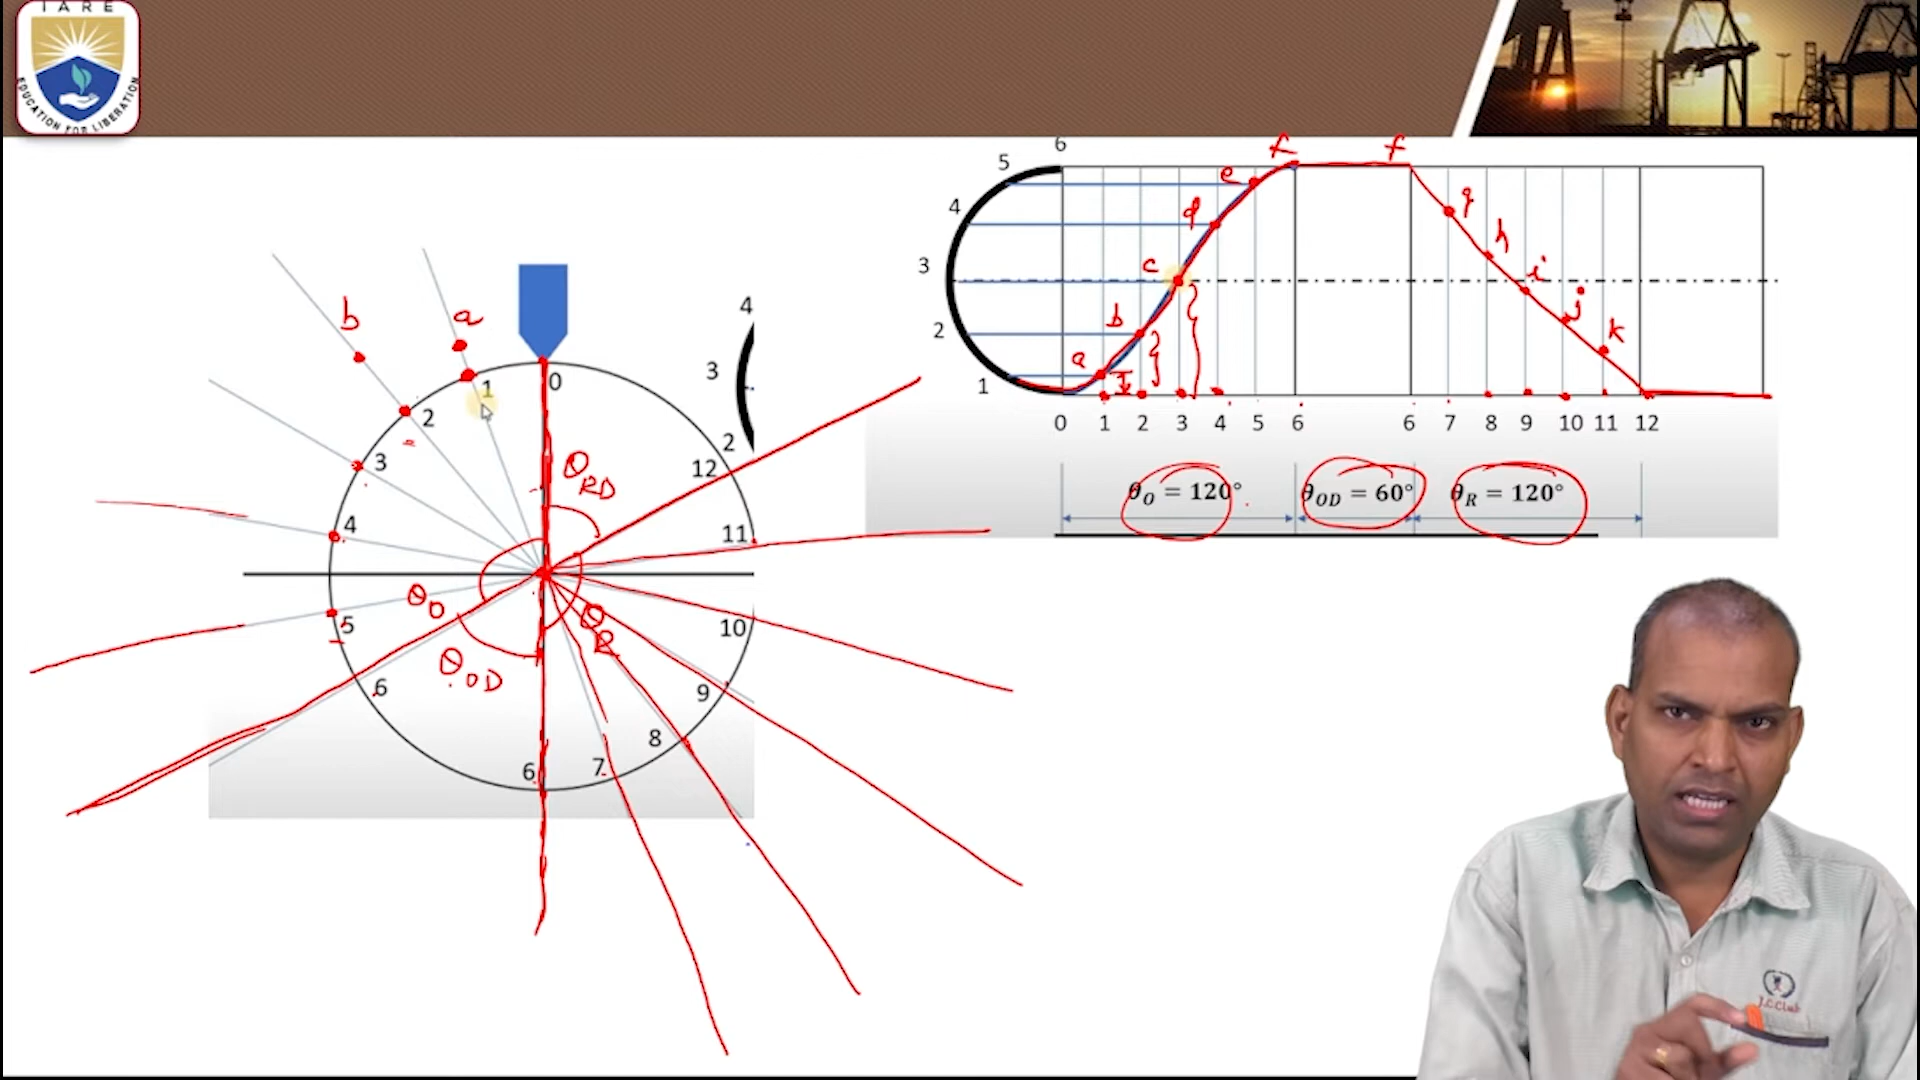 IARE
EDUCATION FOR LIBERATION
b
a
0
1
2
3
4
5
6
6
7
8
9
10
11
12
θRD
θO
θOD
θR
4
3
2
6
5
4
3
2
1
a
b
c
d
e
f
f
g
h
i
j
k
0 1 2 3 4 5 6 6 7 8 9 10 11 12
θO = 120° θOD = 60° θR = 120°
J.C.Club